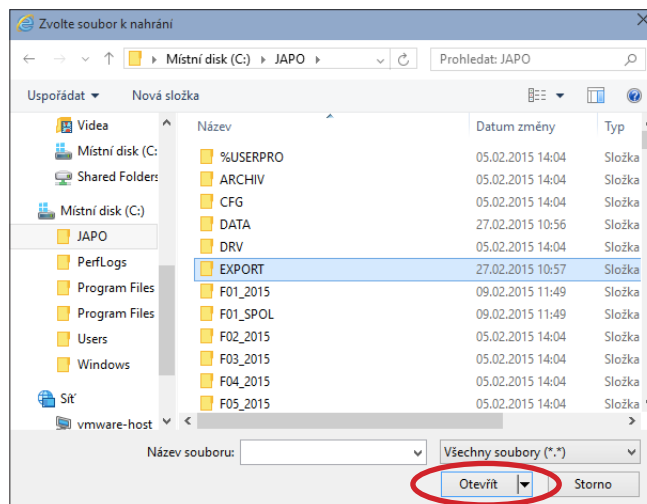 Zvolte soubor k nahrání
Místní disk (C:) JAPO
Prohledat: JAPO
Uspořádat
Nová složka
Videa
Místní disk (C:
Shared Folders
Místní disk (C:)
JAPO
PerfLogs
Program Files
Program Files
Users
Windows
Síť
vmware-host
Název Datum změny Typ
%USERPRO 05.02.2015 14:04 Složka
ARCHIV 05.02.2015 14:04 Složka
CFG 05.02.2015 14:04 Složka
DATA 27.02.2015 10:56 Složka
DRV 05.02.2015 14:04 Složka
EXPORT 27.02.2015 10:57 Složka
F01_2015 09.02.2015 11:49 Složka
F01_SPOL 09.02.2015 11:49 Složka
F02_2015 05.02.2015 14:04 Složka
F03_2015 05.02.2015 14:04 Složka
F04_2015 05.02.2015 14:04 Složka
F05_2015 05.02.2015 14:04 Složka
Název souboru:
Všechny soubory (*.*)
Otevřít
Storno